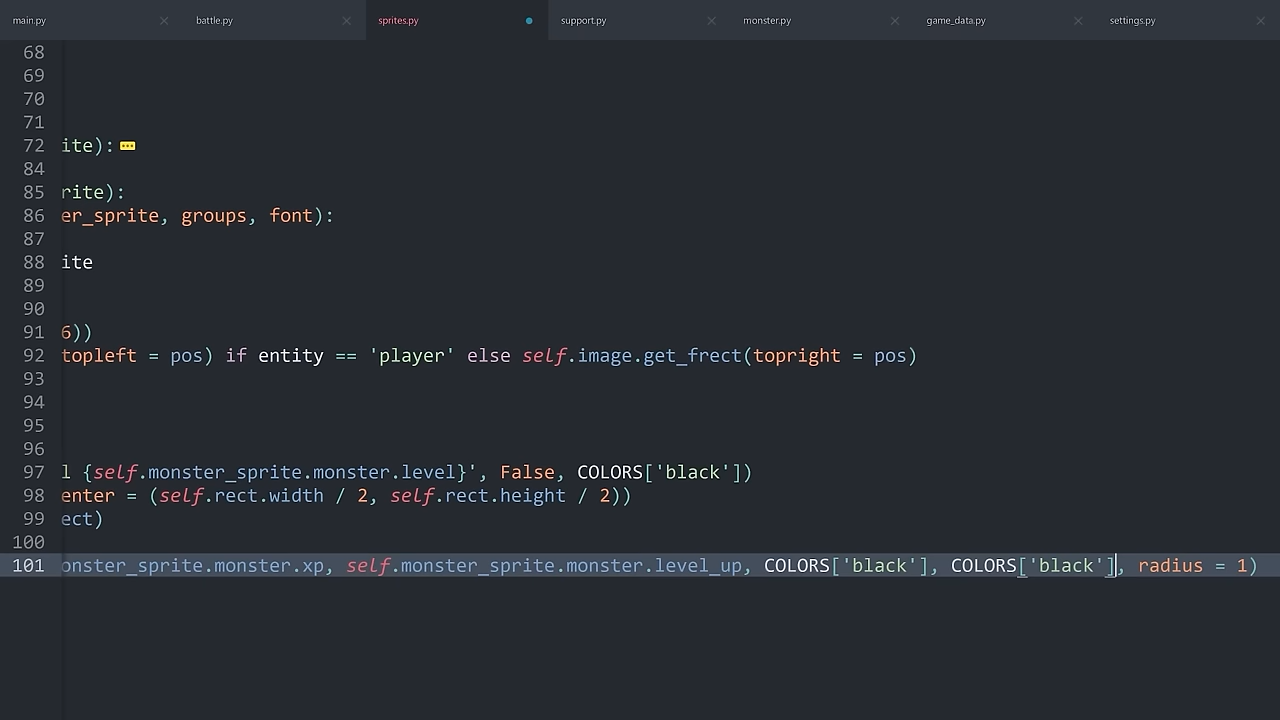 main.py battle.py sprites.py support.py monster.py game_data.py settings.py
68
69
70
71
72 ite):
84
85 rite):
86 er_sprite, groups, font):
87
88 ite
89
90
91 6))
92 topleft = pos) if entity == 'player' else self.image.get_frect(topright = pos)
93
94
95
96
97 l {self.monster_sprite.monster.level}', False, COLORS['black'])
98 enter = (self.rect.width / 2, self.rect.height / 2))
99 ect)
100
101 onster_sprite.monster.xp, self.monster_sprite.monster.level_up, COLORS['black'], COLORS['black'], radius = 1)